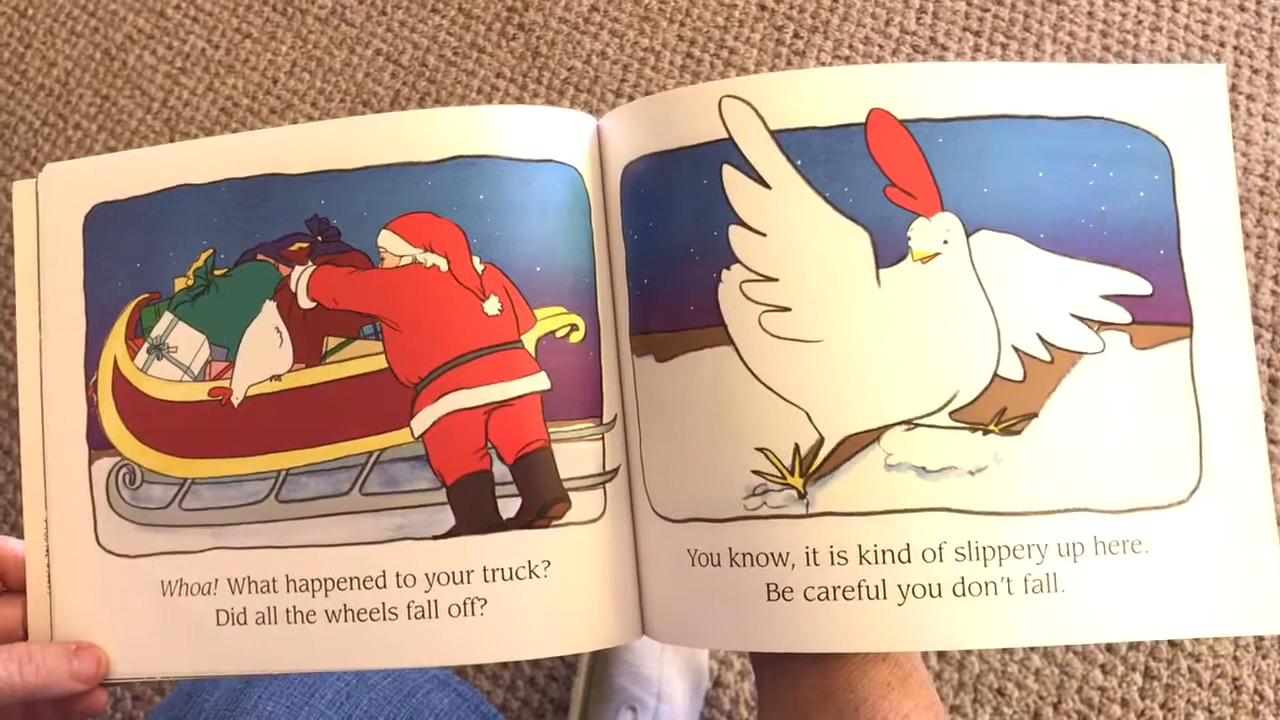 Whoa! What happened to your truck?
Did all the wheels fall off?
You know, it is kind of slippery up here.
Be careful you don't fall.